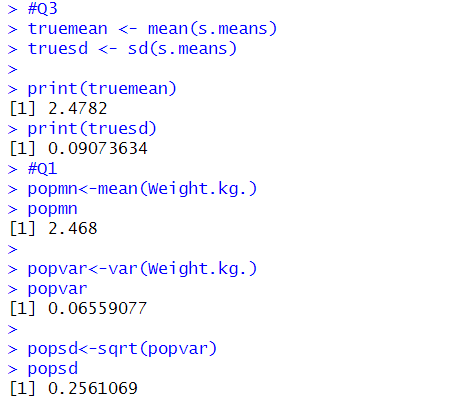 > #Q3
> truemean <- mean(s.means)
> truesd <- sd(s.means)
>
> print(truemean)
[1] 2.4782
> print(truesd)
[1] 0.09073634
> #Q1
> popmn<-mean(Weight.kg.)
> popmn
[1] 2.468
>
> popvar<-var(Weight.kg.)
> popvar
[1] 0.06559077
>
> popsd<-sqrt(popvar)
> popsd
[1] 0.2561069